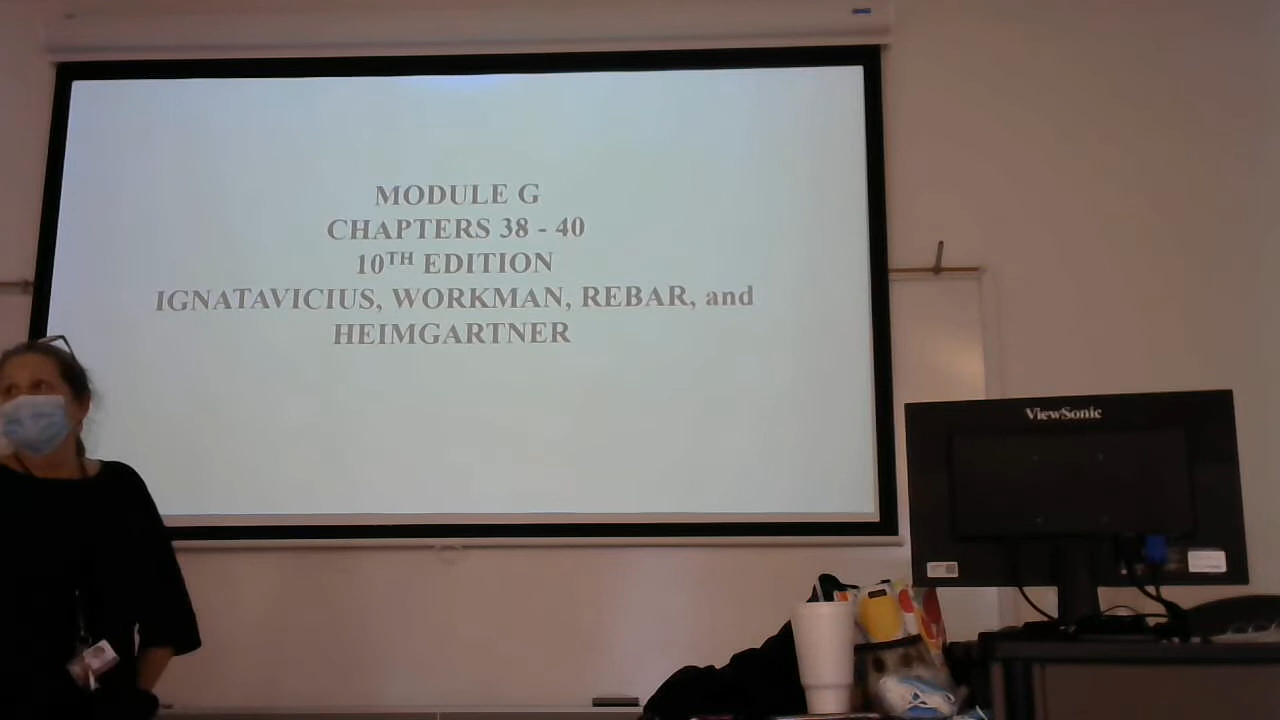 MODULE G
CHAPTERS 38 - 40
10TH EDITION
IGNATAVICIUS, WORKMAN, REBAR, and
HEIMGARTNER
ViewSonic